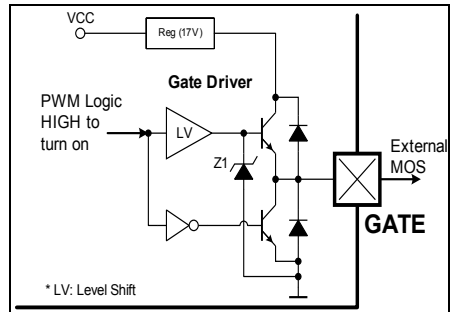 VCC
Reg (17V)
Gate Driver
PWM Logic
HIGH to
turn on
LV
Z1
External
MOS
GATE
* LV: Level Shift